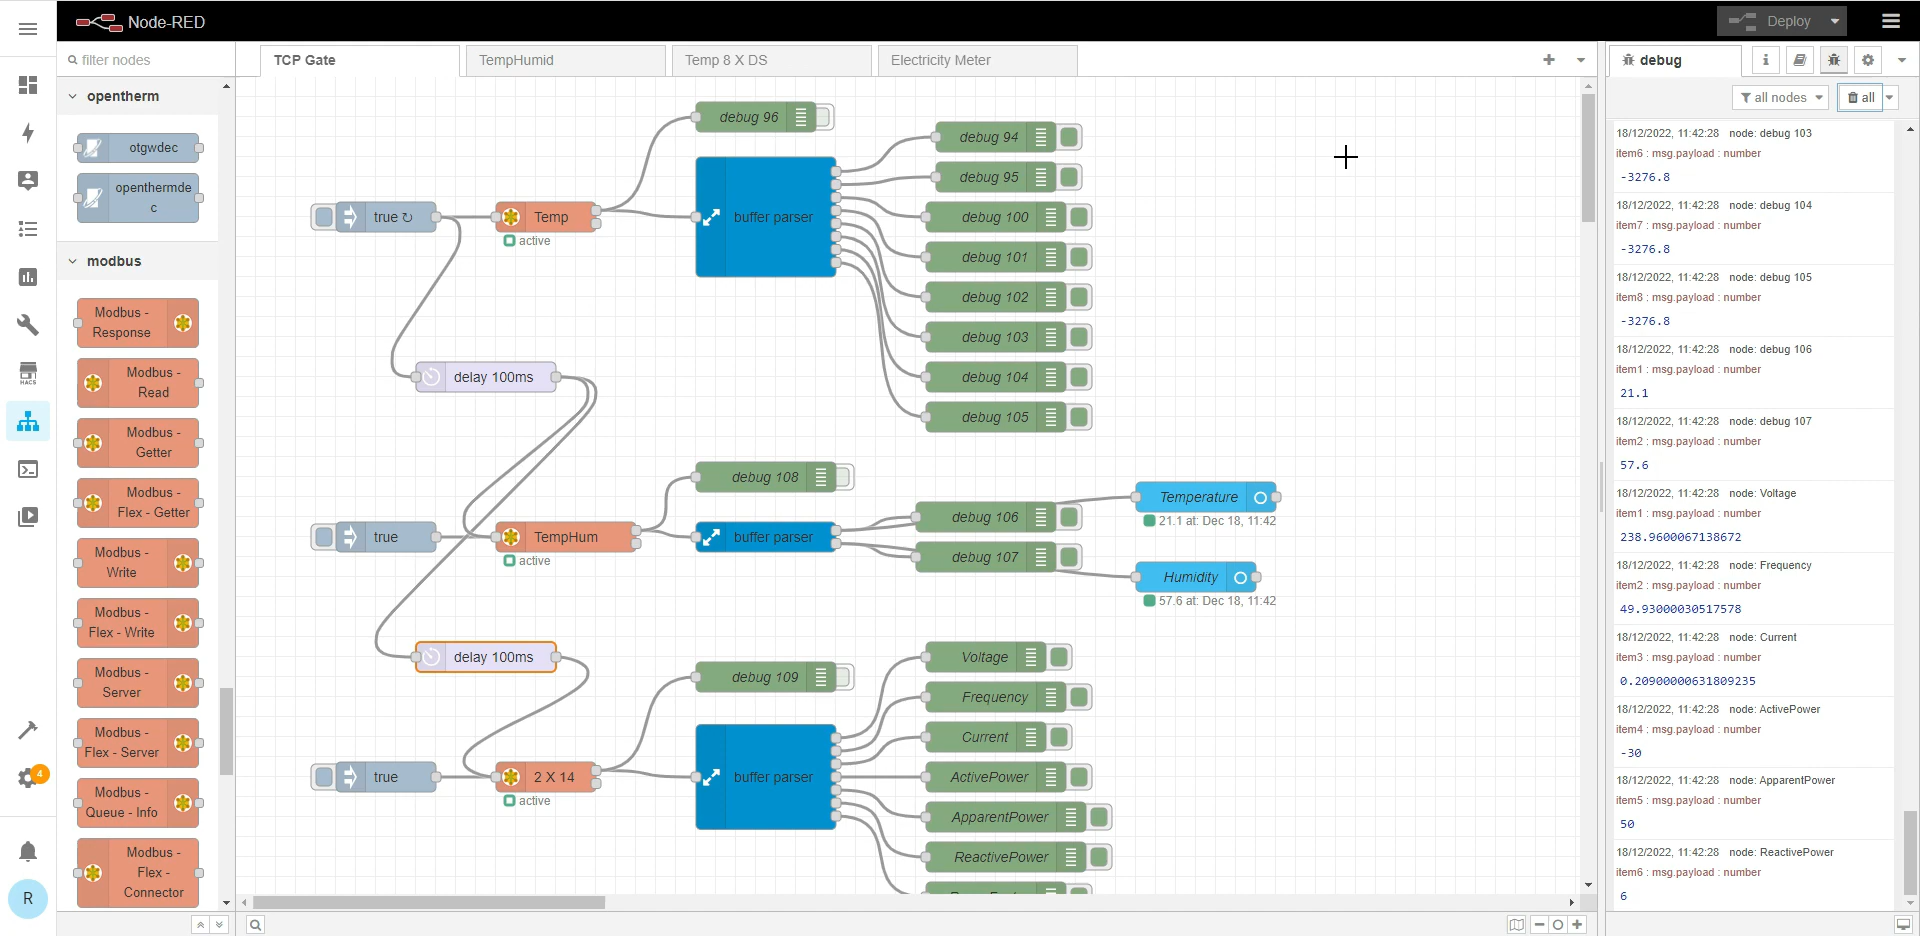 Node-RED
Deploy
filter nodes
TCP Gate
TempHumid
Temp 8 X DS
Electricity Meter
debug
all nodes
all
opentherm
otgwdec
openthermde
c
modbus
Modbus -
Response
Modbus -
Read
Modbus -
Getter
Modbus -
Flex - Getter
Modbus -
Write
Modbus -
Flex - Write
Modbus -
Server
Modbus -
Flex - Server
Modbus -
Queue - Info
Modbus -
Flex -
Connector
HACS
4
R
debug 96
debug 94
debug 95
true ↻
Temp
active
buffer parser
debug 100
debug 101
debug 102
debug 103
debug 104
debug 105
delay 100ms
debug 108
true
TempHum
active
buffer parser
debug 106
debug 107
Temperature
21.1 at: Dec 18, 11:42
Humidity
57.6 at: Dec 18, 11:42
delay 100ms
debug 109
true
2 X 14
active
buffer parser
Voltage
Frequency
Current
ActivePower
ApparentPower
ReactivePower
18/12/2022, 11:42:28 node: debug 103
item6 : msg.payload : number
-3276.8
18/12/2022, 11:42:28 node: debug 104
item7 : msg.payload : number
-3276.8
18/12/2022, 11:42:28 node: debug 105
item8 : msg.payload : number
-3276.8
18/12/2022, 11:42:28 node: debug 106
item1 : msg.payload : number
21.1
18/12/2022, 11:42:28 node: debug 107
item2 : msg.payload : number
57.6
18/12/2022, 11:42:28 node: Voltage
item1 : msg.payload : number
238.9600067138672
18/12/2022, 11:42:28 node: Frequency
item2 : msg.payload : number
49.93000030517578
18/12/2022, 11:42:28 node: Current
item3 : msg.payload : number
0.20900000631809235
18/12/2022, 11:42:28 node: ActivePower
item4 : msg.payload : number
-30
18/12/2022, 11:42:28 node: ApparentPower
item5 : msg.payload : number
50
18/12/2022, 11:42:28 node: ReactivePower
item6 : msg.payload : number
6